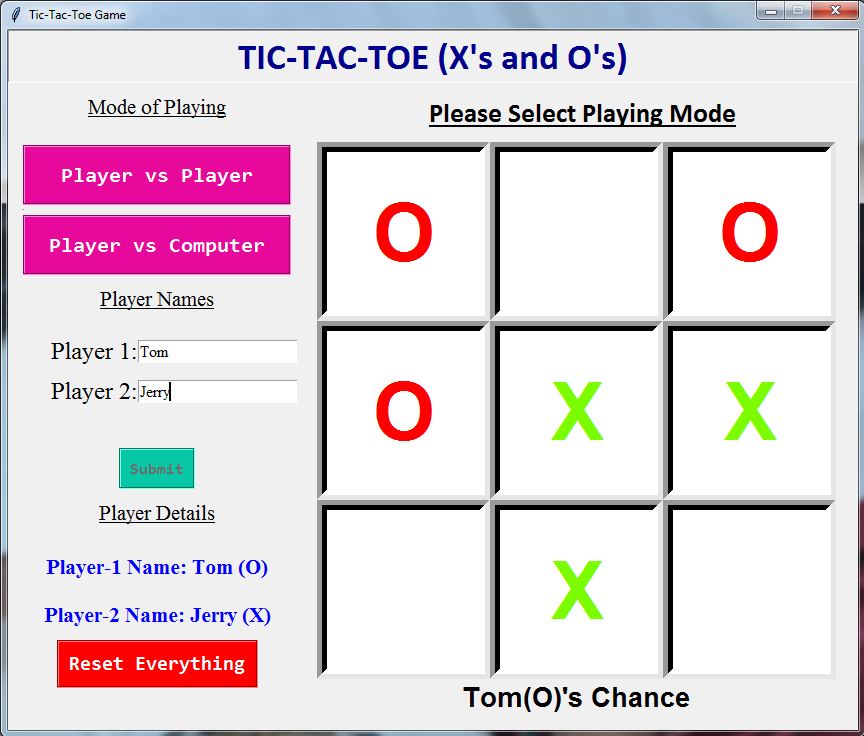 Tic-Tac-Toe Game
TIC-TAC-TOE (X's and O's)
Mode of Playing
Please Select Playing Mode
Player vs Player
Player vs Computer
Player Names
Player 1:Tom
Player 2:Jerry
Submit
Player Details
Player-1 Name: Tom (O)
Player-2 Name: Jerry (X)
Reset Everything
O O
O X X
X
Tom(O)'s Chance